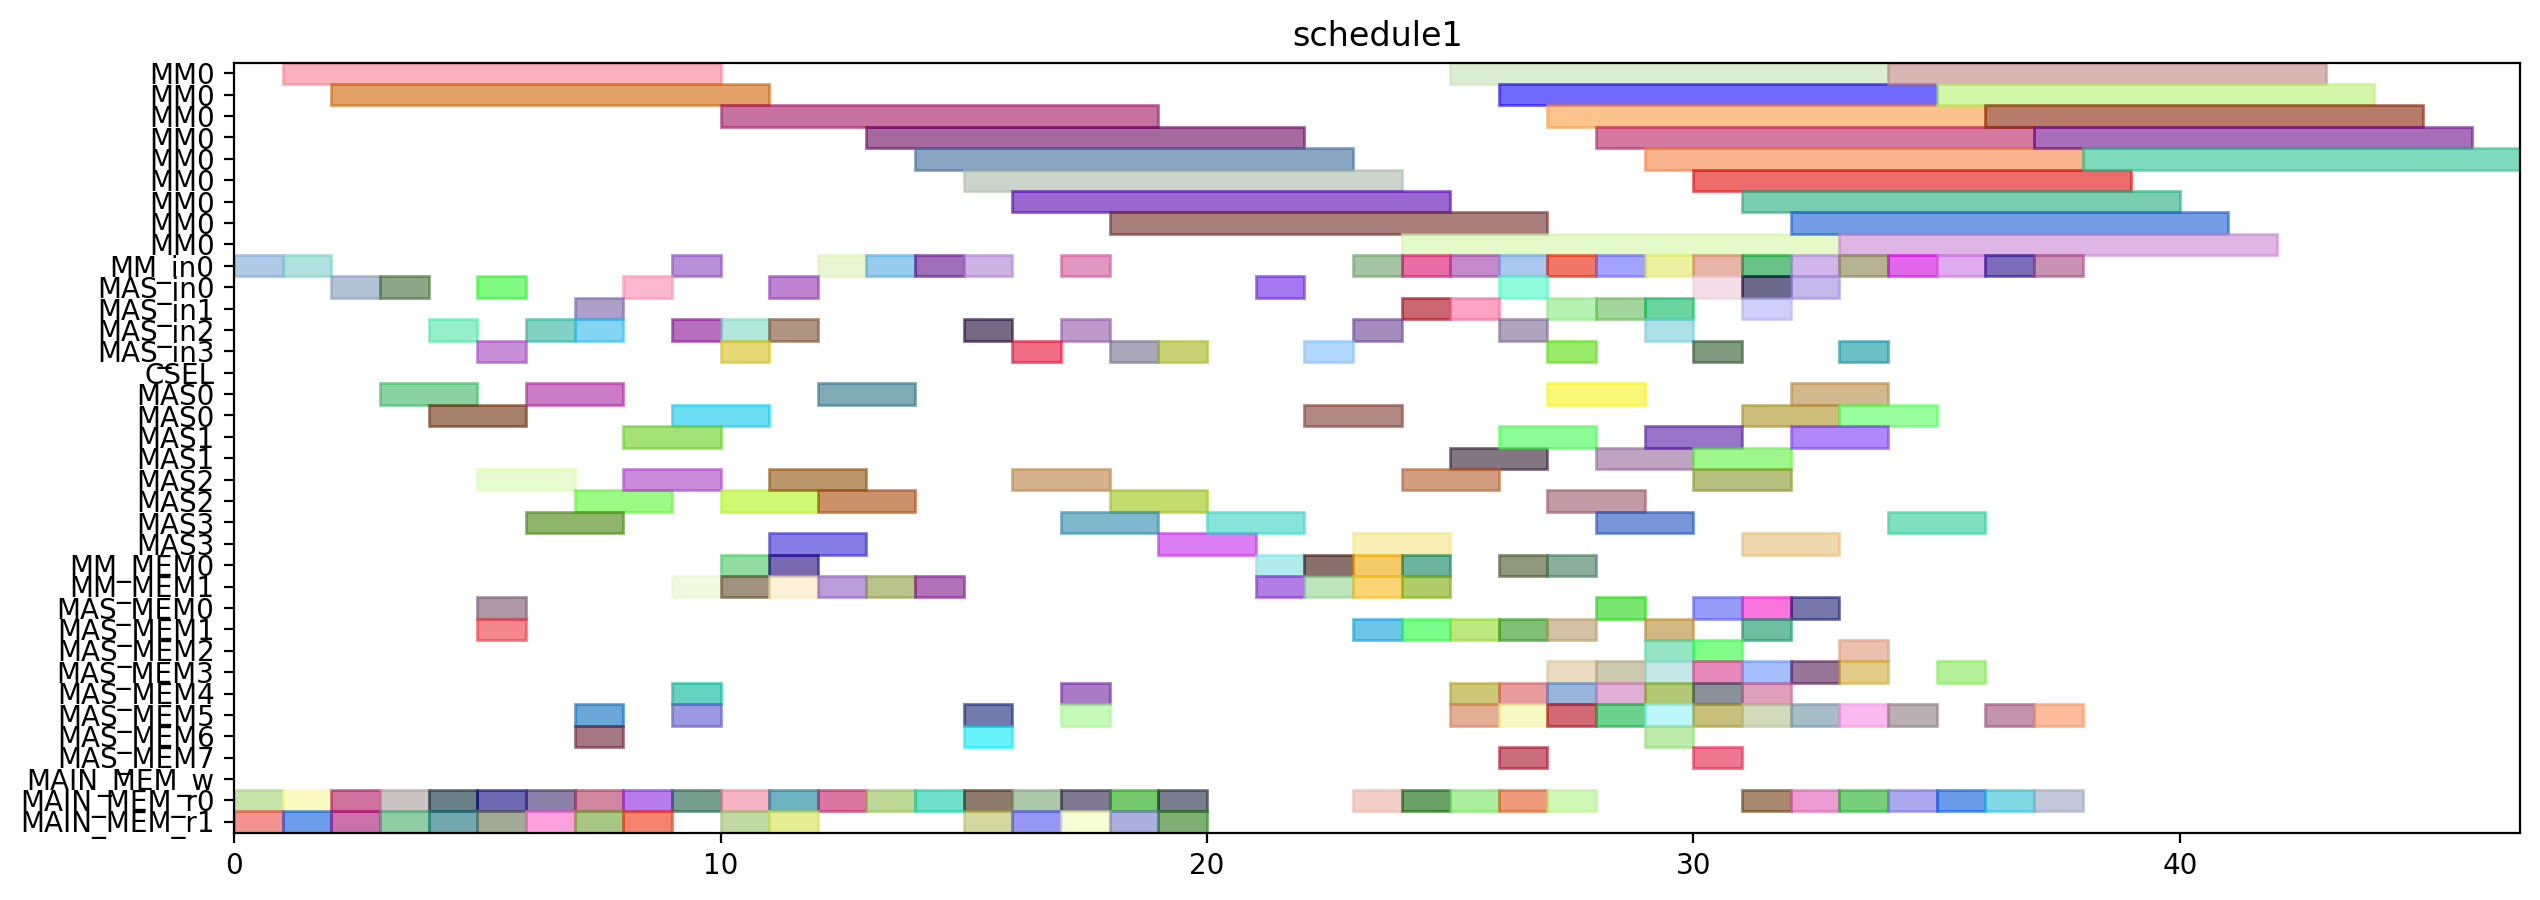 schedule1
MM0
MM0
MM0
MM0
MM0
MM0
MM0
MM0
MM0
MM_in0
MAS_in0
MAS_in1
MAS_in2
MAS_in3
CSEL
MAS0
MAS0
MAS1
MAS1
MAS2
MAS2
MAS3
MAS3
MM_MEM0
MM_MEM1
MAS_MEM0
MAS_MEM1
MAS_MEM2
MAS_MEM3
MAS_MEM4
MAS_MEM5
MAS_MEM6
MAS_MEM7
MAIN_MEM_w
MAIN_MEM_r0
MAIN_MEM_r1
0 10 20 30 40